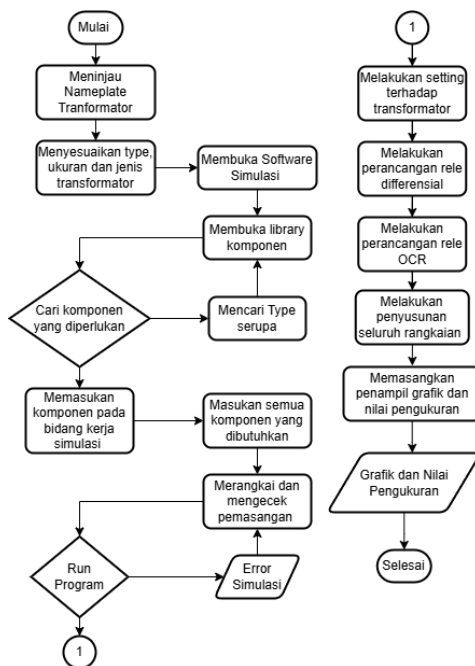 Mulai
Meninjau
Nameplate
Tranformator
Menyesuaikan type,
ukuran dan jenis
transformator
Membuka Software
Simulasi
Membuka library
komponen
Cari komponen
yang diperlukan
Mencari Type
serupa
Memasukan
komponen pada
bidang kerja
simulasi
Masukan semua
komponen yang
dibutuhkan
Merangkai dan
mengecek
pemasangan
Run
Program
Error
Simulasi
1
1
Melakukan setting
terhadap
transformator
Melakukan
perancangan rele
differensial
Melakukan
perancangan rele
OCR
Melakukan
penyusunan
seluruh rangkaian
Memasangkan
penampil grafik dan
nilai pengukuran
Grafik dan Nilai
Pengukuran
Selesai